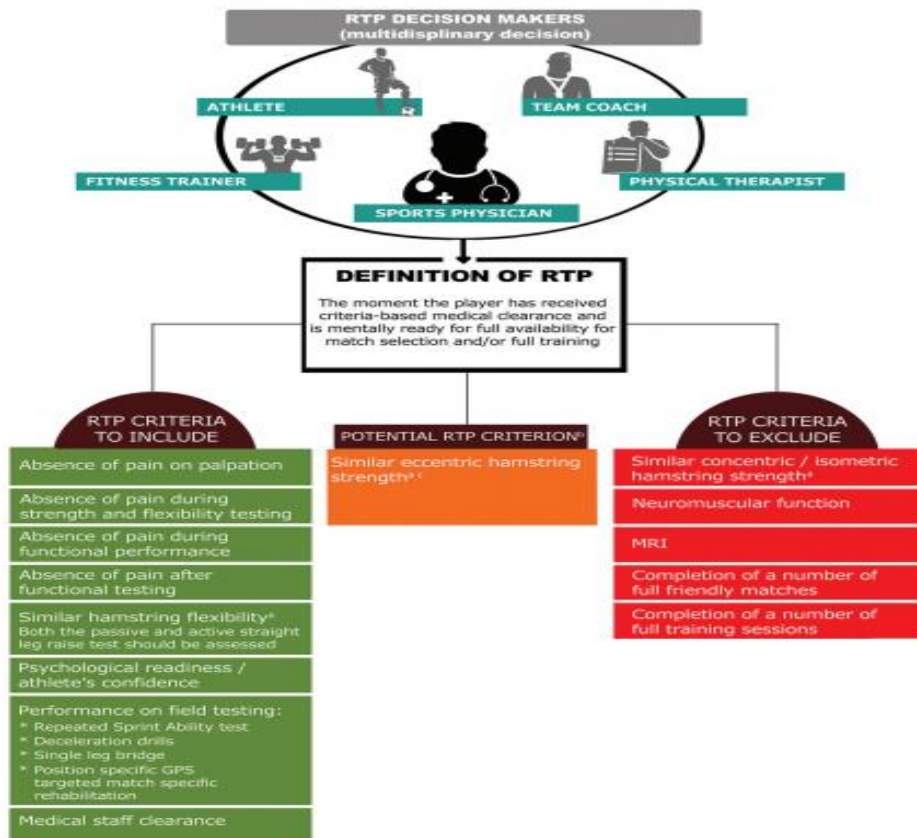 RTP DECISION MAKERS
(multidisplinary decision)
ATHLETE
TEAM COACH
FITNESS TRAINER
PHYSICAL THERAPIST
SPORTS PHYSICIAN
DEFINITION OF RTP
The moment the player has received
criteria-based medical clearance and
is mentally ready for full availability for
match selection and/or full training
RTP CRITERIA
TO INCLUDE
Absence of pain on palpation
Absence of pain during
strength and flexibility testing
Absence of pain during
functional performance
Absence of pain after
functional testing
Similar hamstring flexibilityᵃ
Both the passive and active straight
leg raise test should be assessed
Psychological readiness /
athlete's confidence
Performance on field testing:
* Repeated Sprint Ability test
* Deceleration drills
* Single leg bridge
* Position specific GPS
targeted match specific
rehabilitation
Medical staff clearance
POTENTIAL RTP CRITERIONᵇ
Similar eccentric hamstring
strengthᵃ ᶜ
RTP CRITERIA
TO EXCLUDE
Similar concentric / isometric
hamstring strengthᵃ
Neuromuscular function
MRI
Completion of a number of
full friendly matches
Completion of a number of
full training sessions